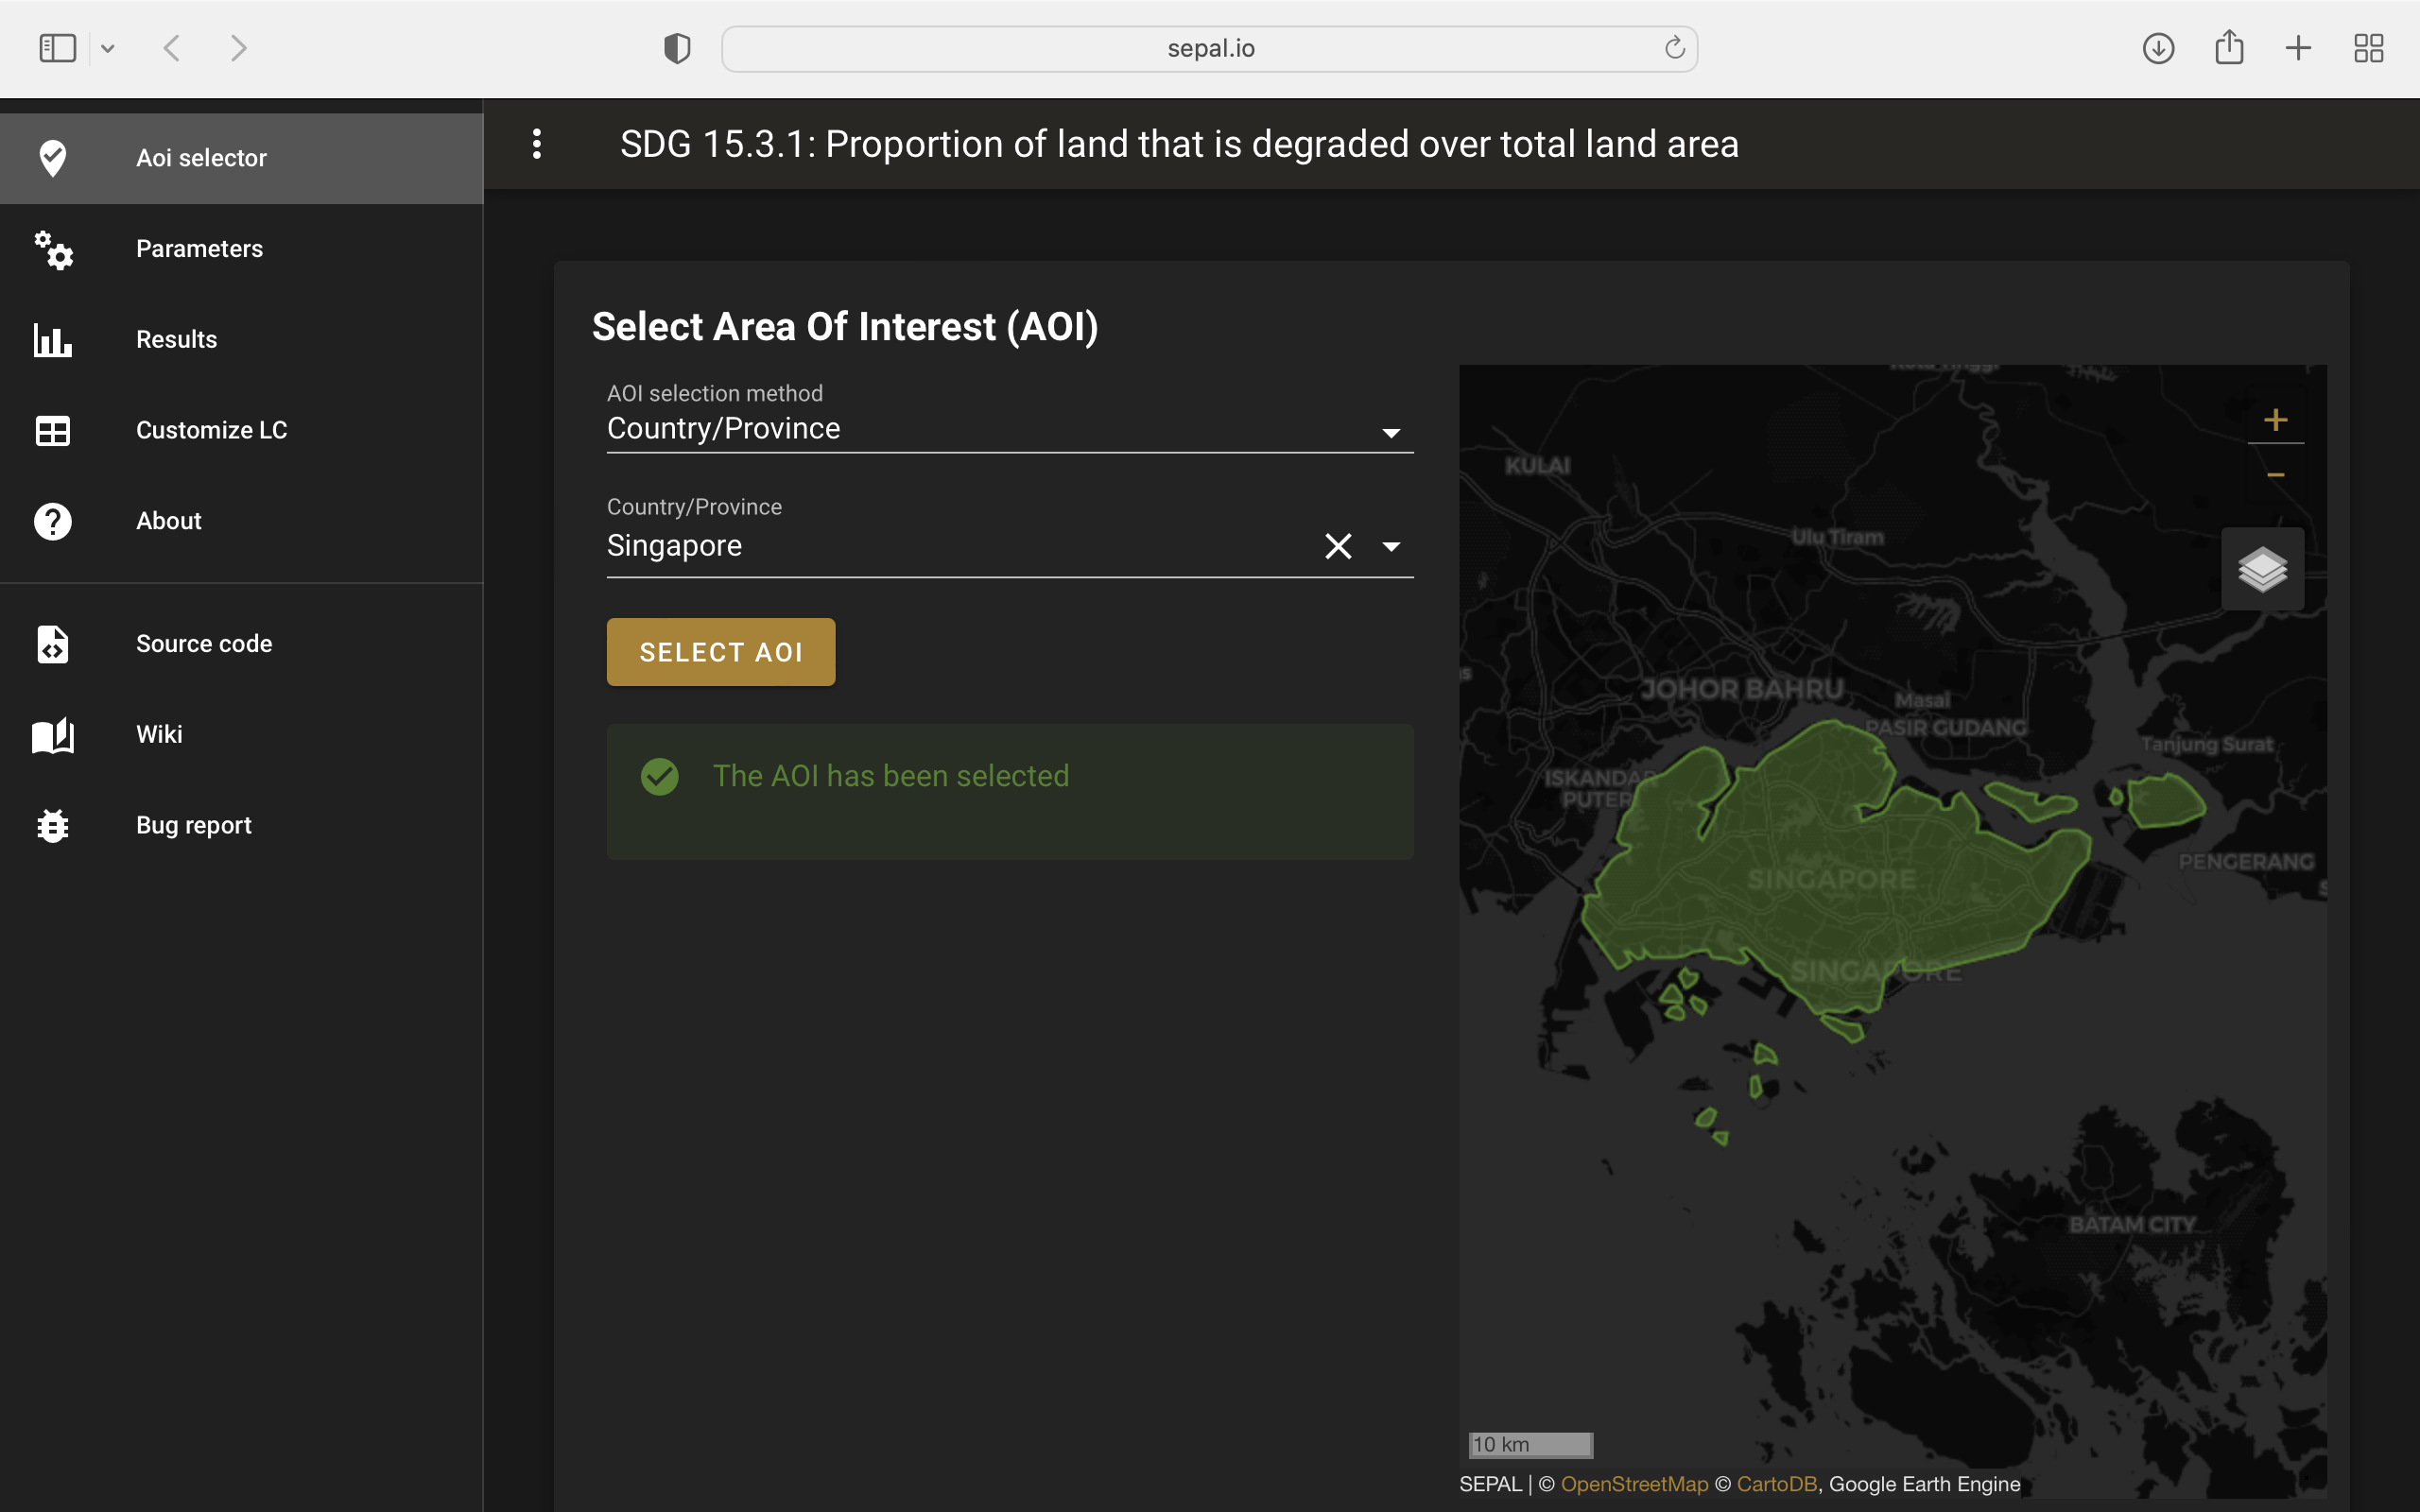 sepal.io
Aoi selector
Parameters
Results
Customize LC
About
Source code
Wiki
Bug report
SDG 15.3.1: Proportion of land that is degraded over total land area
Select Area Of Interest (AOI)
AOI selection method
Country/Province
Country/Province
Singapore
SELECT AOI
The AOI has been selected
KULAI
Ulu Tiram
JOHOR BAHRU
Masai
PASIR GUDANG
Tanjung Surat
ISKANDAR
PUTERI
PENGERANG
SINGAPORE
SINGAPORE
BATAM CITY
10 km
SEPAL | © OpenStreetMap © CartoDB, Google Earth Engine